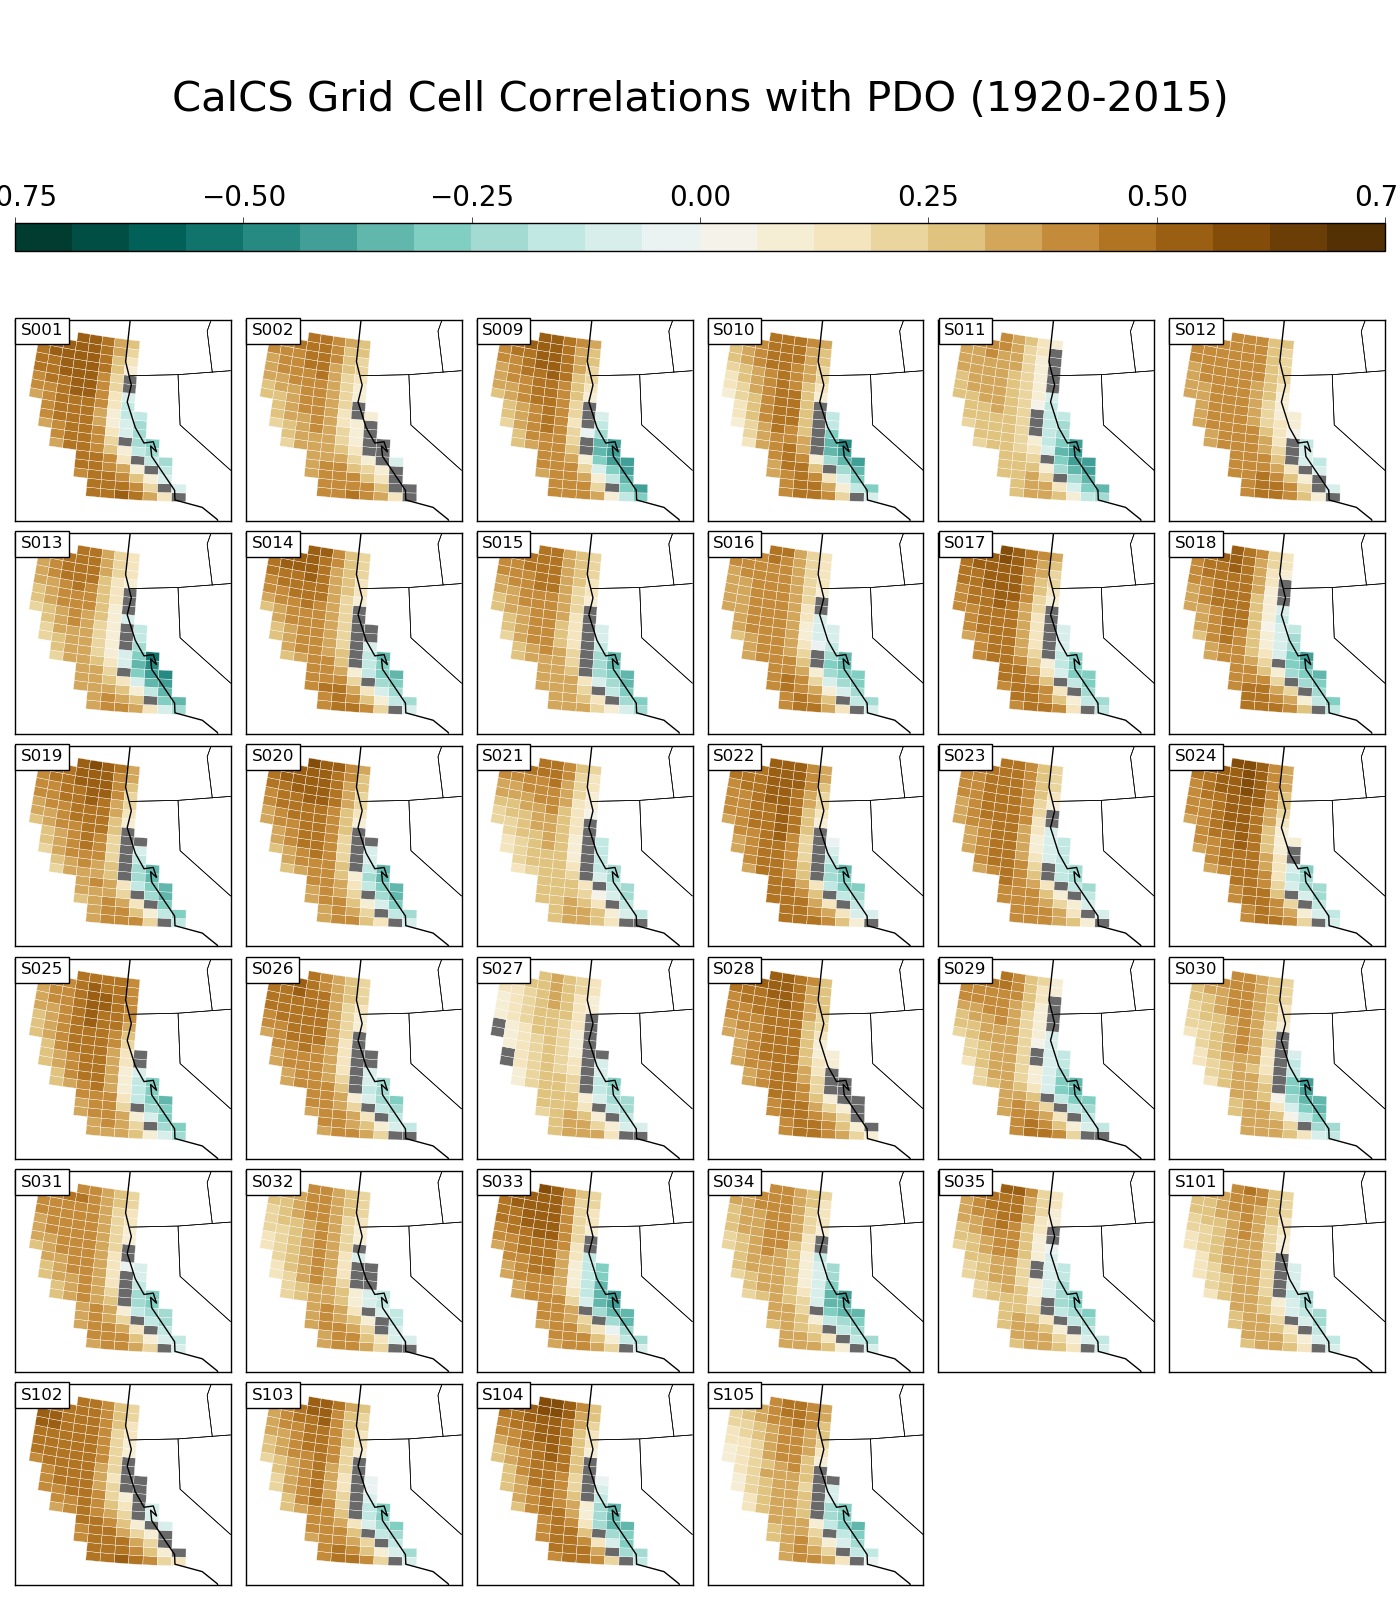 CalCS Grid Cell Correlations with PDO (1920-2015)
0.75 −0.50 −0.25 0.00 0.25 0.50 0.7
S001 S002 S009 S010 S011 S012
S013 S014 S015 S016 S017 S018
S019 S020 S021 S022 S023 S024
S025 S026 S027 S028 S029 S030
S031 S032 S033 S034 S035 S101
S102 S103 S104 S105